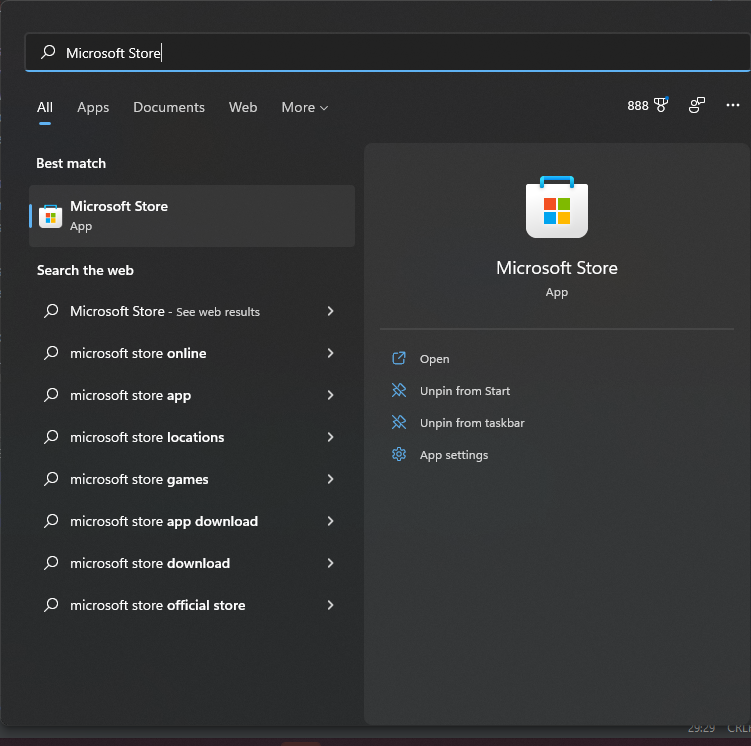 Microsoft Store
All Apps Documents Web More
888
Best match
Microsoft Store
App
Search the web
Microsoft Store - See web results
microsoft store online
microsoft store app
microsoft store locations
microsoft store games
microsoft store app download
microsoft store download
microsoft store official store
Microsoft Store
App
Open
Unpin from Start
Unpin from taskbar
App settings
29:29